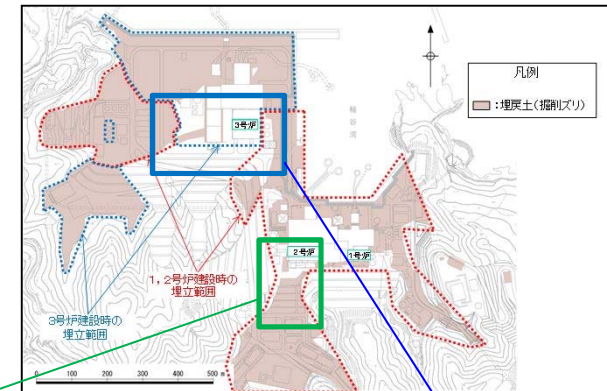 凡例
:埋戻土(掘削ズリ)
3号炉
2号炉
1号炉
1,2号炉建設時の
埋立範囲
3号炉建設時の
埋立範囲
0 100 200 300 400 500 m